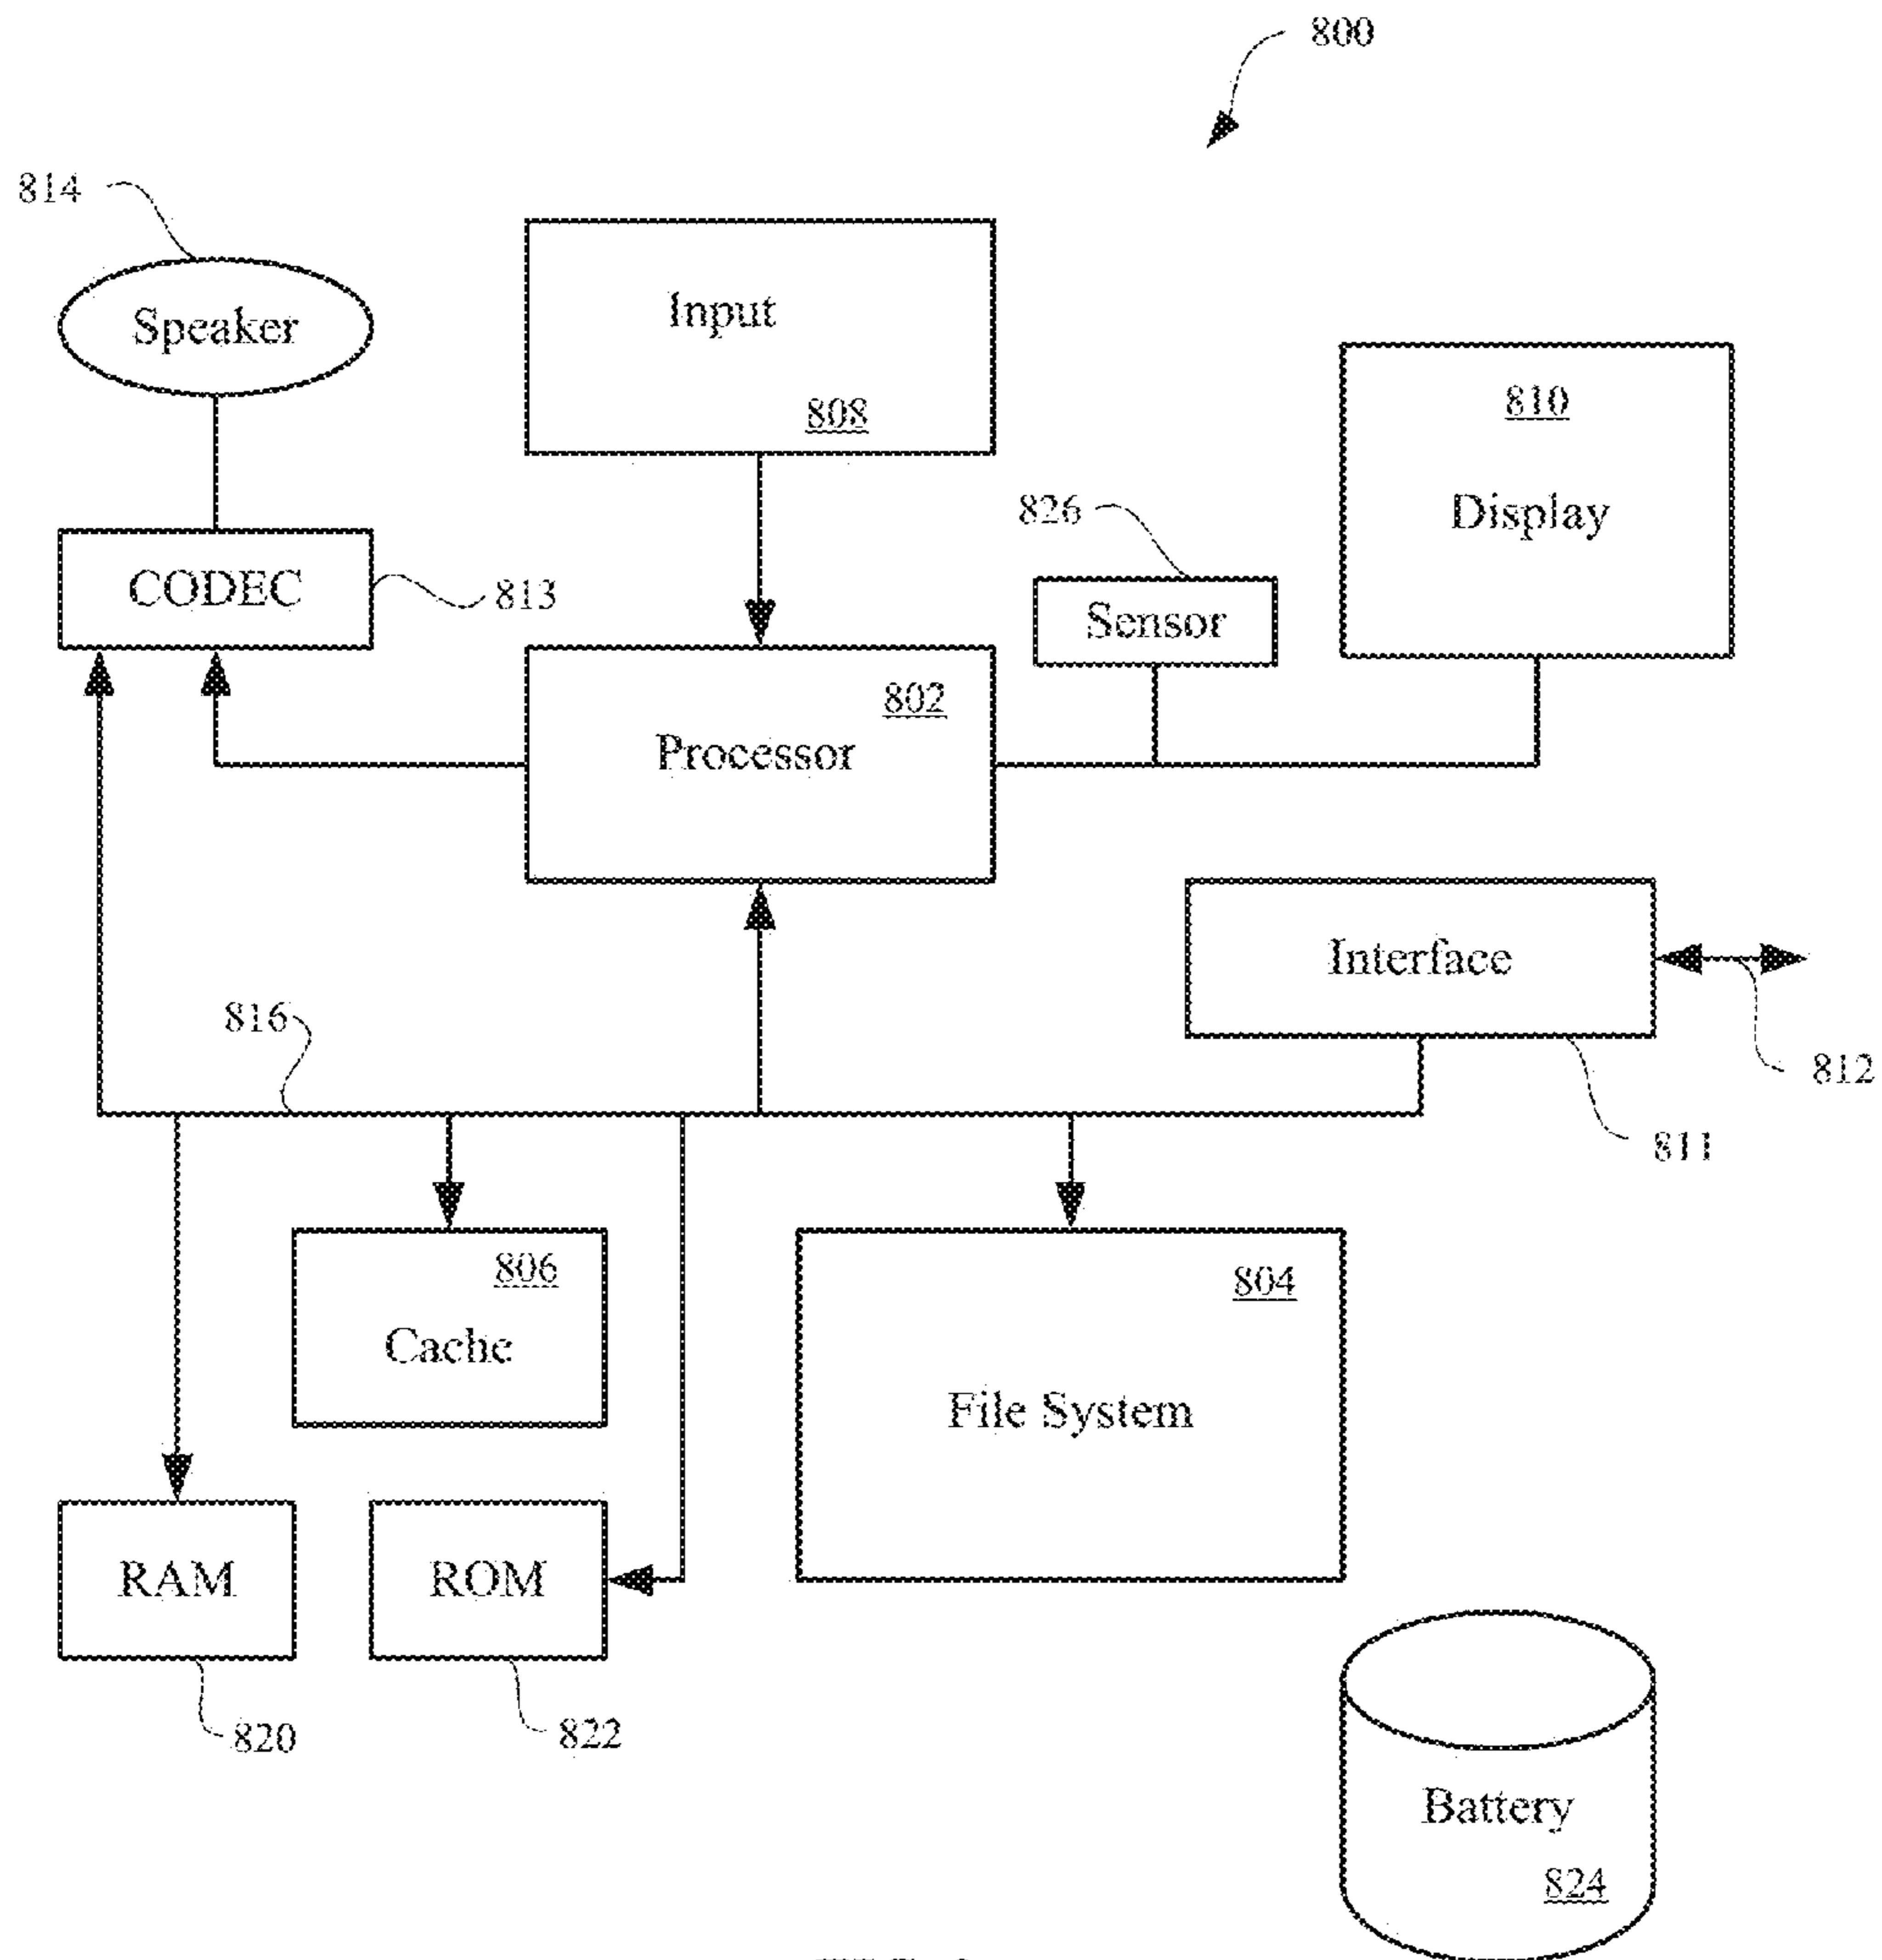 800
814
Speaker
Input
808
810
Display
826
Sensor
CODEC
813
802
Processor
Interface
812
811
816
806
Cache
804
File System
RAM
ROM
820
822
Battery
824